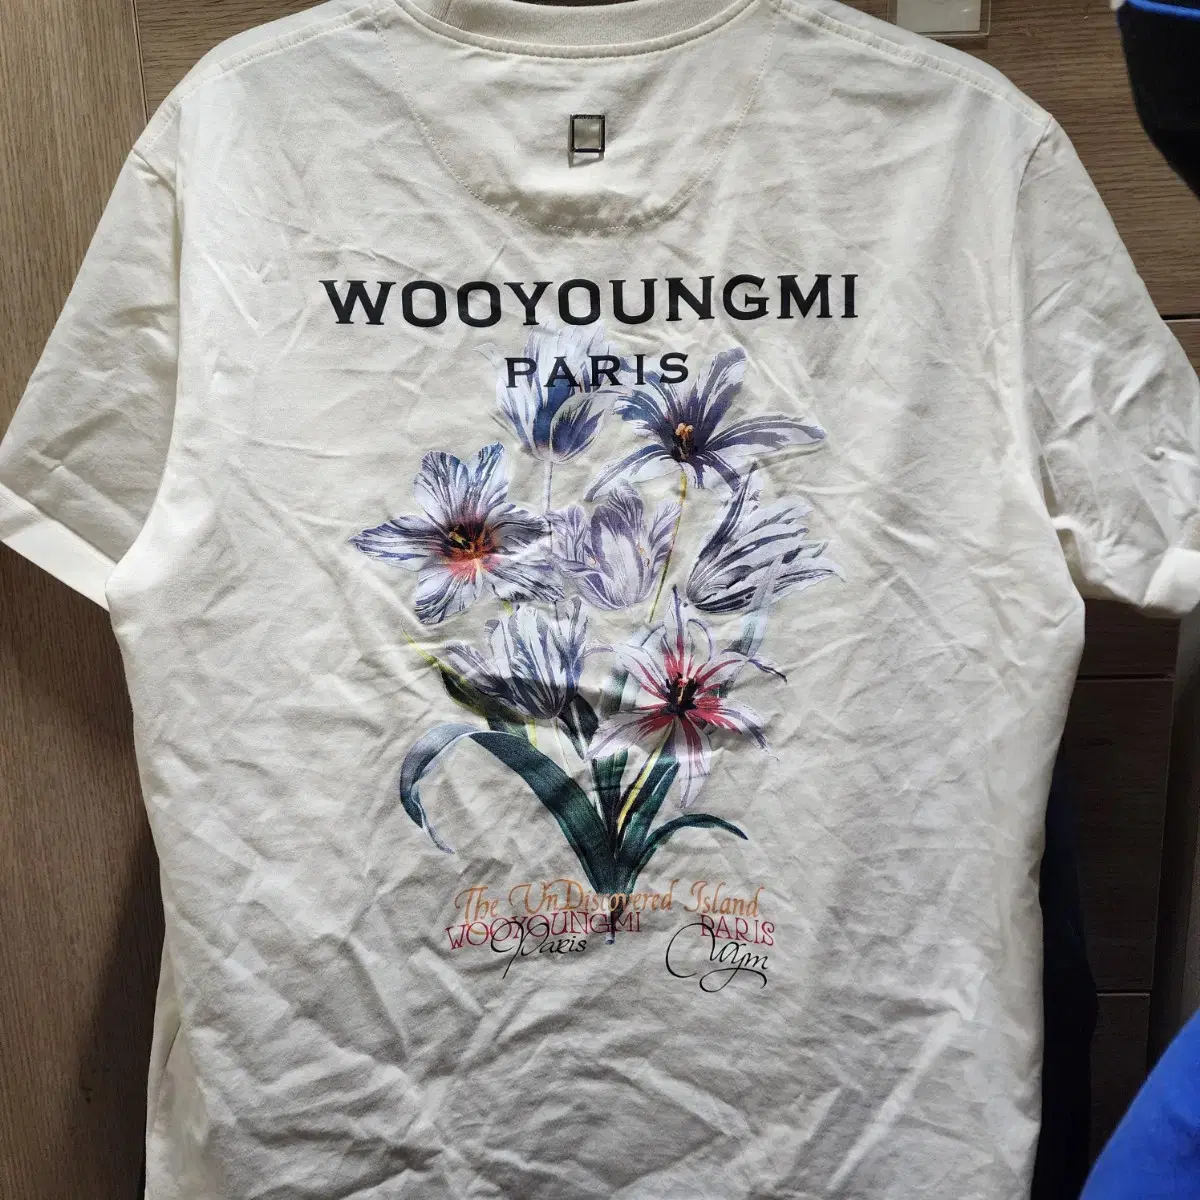 WOOYOUNGMI
PARIS
The UnDiscovered Island
WOOYOUNGMI PARIS
Paris Wym